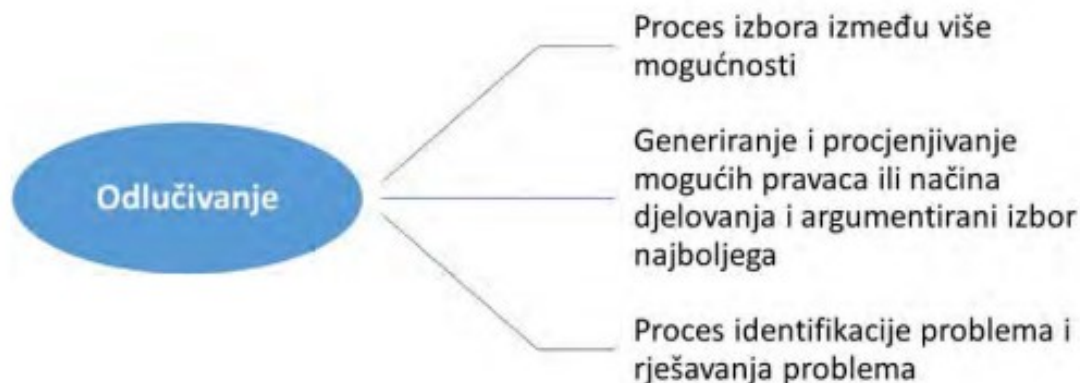 Odlučivanje
Proces izbora između više
mogućnosti
Generiranje i procjenjivanje
mogućih pravaca ili načina
djelovanja i argumentirani izbor
najboljega
Proces identifikacije problema i
rješavanja problema